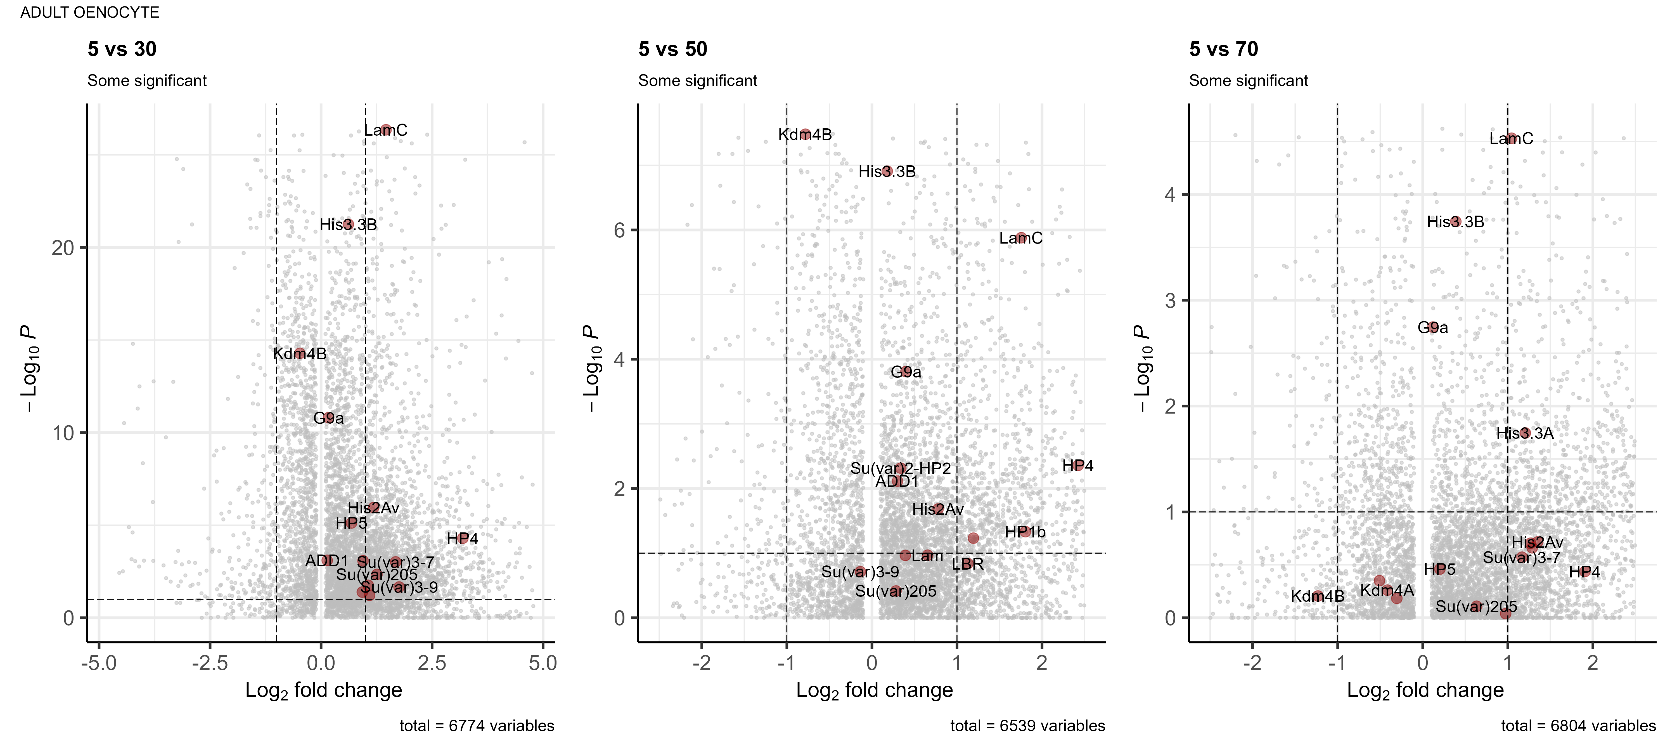 ADULT OENOCYTE
5 vs 30
Some significant
– Log10 P
20
10
0
LamC
His3.3B
Kdm4B
G9a
His2Av
HP5
HP4
ADD1
Su(var)3-7
Su(var)205
Su(var)3-9
-5.0
-2.5
0.0
2.5
5.0
Log2 fold change
total = 6774 variables
5 vs 50
Some significant
– Log10 P
6
4
2
0
Kdm4B
His3.3B
LamC
G9a
Su(var)2-HP2
HP4
ADD1
His2Av
HP1b
Lam
LBR
Su(var)3-9
Su(var)205
-2
-1
0
1
2
Log2 fold change
total = 6539 variables
5 vs 70
Some significant
– Log10 P
4
3
2
1
0
LamC
His3.3B
G9a
His3.3A
His2Av
Su(var)3-7
HP5
HP4
Kdm4A
Kdm4B
Su(var)205
-2
-1
0
1
2
Log2 fold change
total = 6804 variables